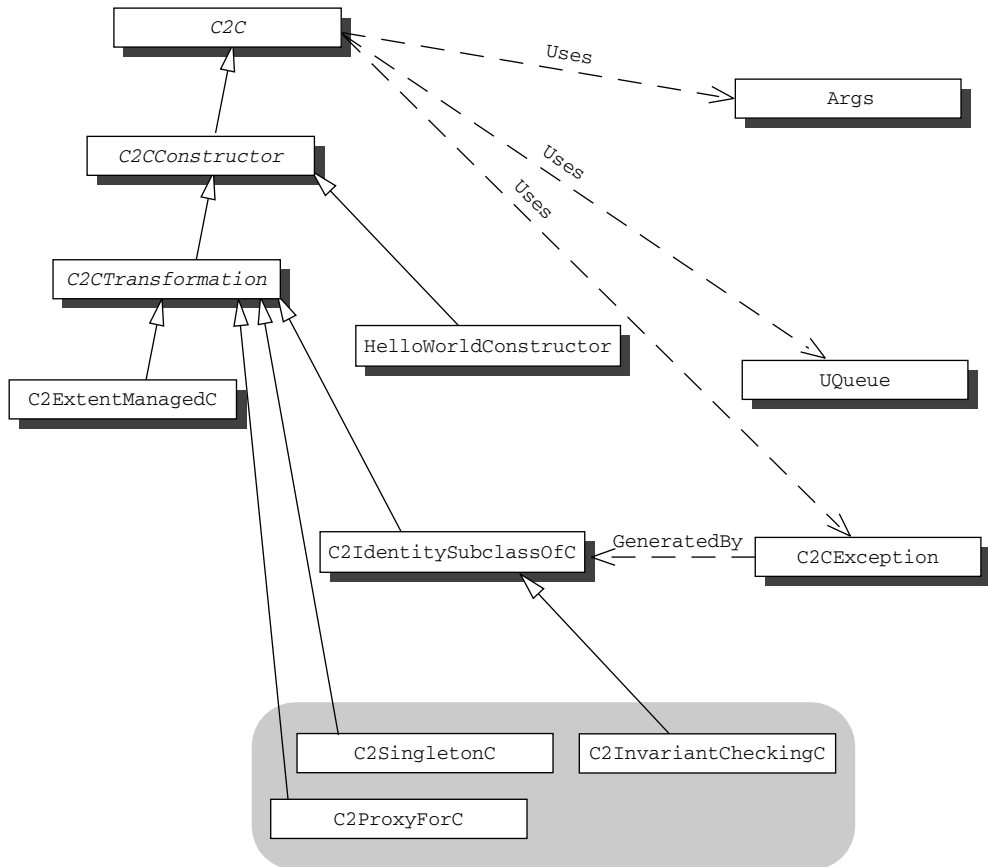 C2C
Uses
Args
C2CConstructor
Uses
Uses
C2CTransformation
HelloWorldConstructor
UQueue
C2ExtentManagedC
C2IdentitySubclassOfC
GeneratedBy
C2CException
C2SingletonC
C2InvariantCheckingC
C2ProxyForC